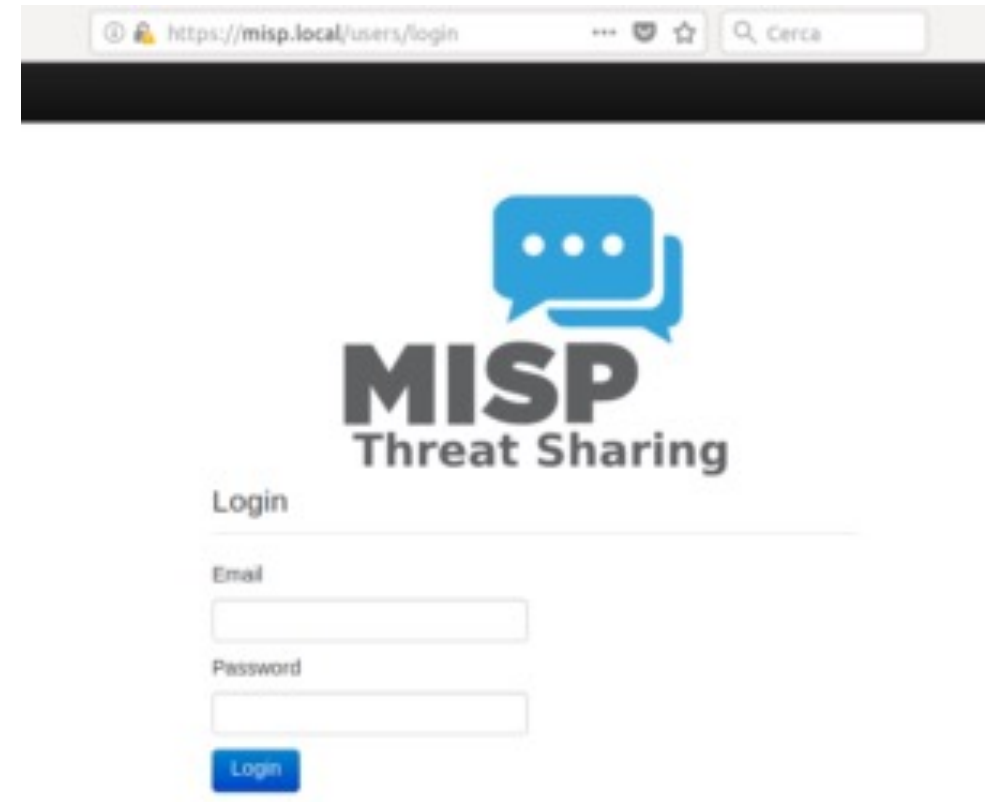 https://misp.local/users/login ••• Cerca
MISP
Threat Sharing
Login
Email
Password
Login